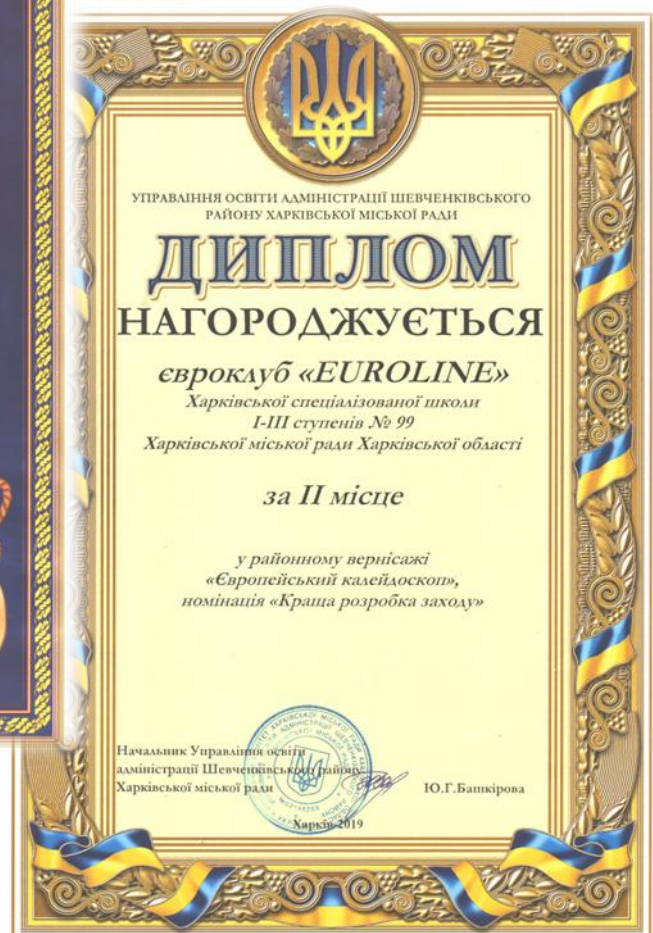 УПРАВЛІННЯ ОСВІТИ АДМІНІСТРАЦІЇ ШЕВЧЕНКІВСЬКОГО
РАЙОНУ ХАРКІВСЬКОЇ МІСЬКОЇ РАДИ
ДИПЛОМ
НАГОРОДЖУЄТЬСЯ
євроклуб «EUROLINE»
Харківської спеціалізованої школи
І-ІІІ ступенів № 99
Харківської міської ради Харківської області
за ІІ місце
у районному вернісажі
«Європейський калейдоскоп»,
номінація «Краща розробка заходу»
Начальник Управління освіти
адміністрації Шевченківського району
Харківської міської ради
Ю.Г.Башкірова
Харків-2019